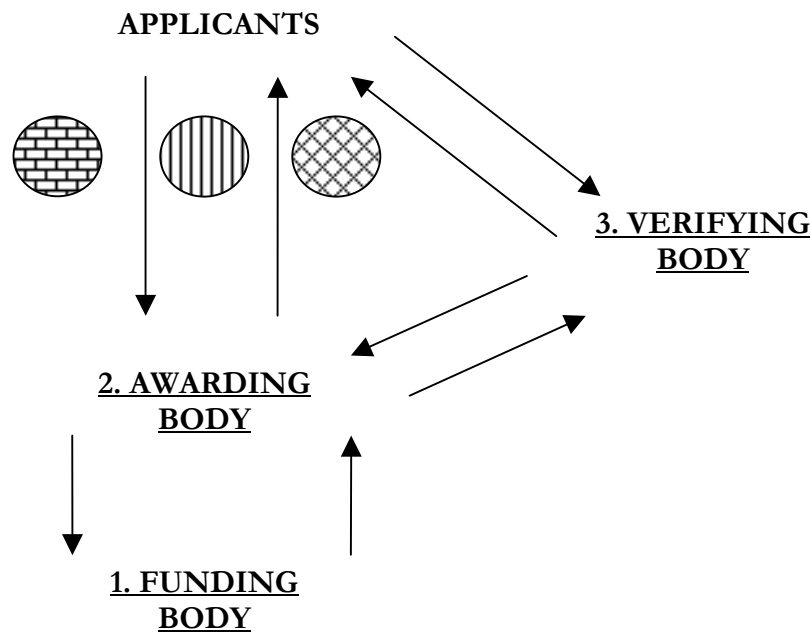 APPLICANTS
3. VERIFYING
BODY
2. AWARDING
BODY
1. FUNDING
BODY